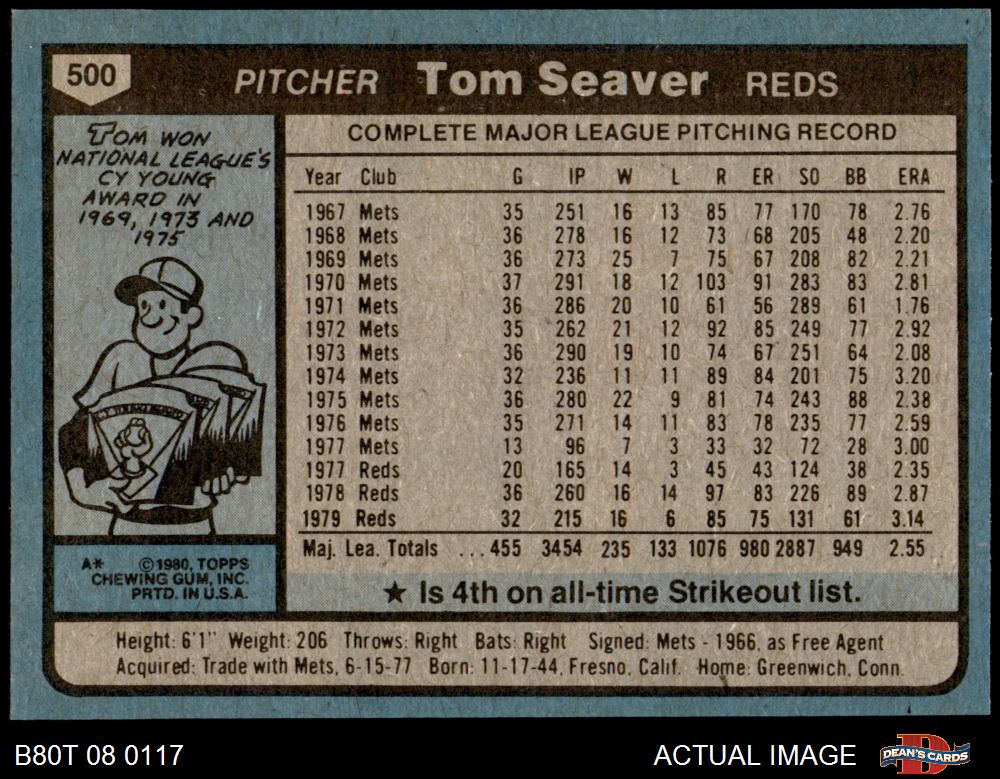 500 PITCHER Tom Seaver REDS
TOM WON
NATIONAL LEAGUE'S
CY YOUNG
AWARD IN
1969, 1973 AND
1975
COMPLETE MAJOR LEAGUE PITCHING RECORD
Year Club G IP W L R ER SO BB ERA
1967 Mets 35 251 16 13 85 77 170 78 2.76
1968 Mets 36 278 16 12 73 68 205 48 2.20
1969 Mets 36 273 25 7 75 67 208 82 2.21
1970 Mets 37 291 18 12 103 91 283 83 2.81
1971 Mets 36 286 20 10 61 56 289 61 1.76
1972 Mets 35 262 21 12 92 85 249 77 2.92
1973 Mets 36 290 19 10 74 67 251 64 2.08
1974 Mets 32 236 11 11 89 84 201 75 3.20
1975 Mets 36 280 22 9 81 74 243 88 2.38
1976 Mets 35 271 14 11 83 78 235 77 2.59
1977 Mets 13 96 7 3 33 32 72 28 3.00
1977 Reds 20 165 14 3 45 43 124 38 2.35
1978 Reds 36 260 16 14 97 83 226 89 2.87
1979 Reds 32 215 16 6 85 75 131 61 3.14
Maj. Lea. Totals ... 455 3454 235 133 1076 980 2887 949 2.55
★ Is 4th on all-time Strikeout list.
A* ©1980, TOPPS
CHEWING GUM, INC.
PRTD. IN U.S.A.
Height: 6'1" Weight: 206 Throws: Right Bats: Right Signed: Mets - 1966, as Free Agent
Acquired: Trade with Mets, 6-15-77 Born: 11-17-44, Fresno, Calif. Home: Greenwich, Conn.
B80T 08 0117 ACTUAL IMAGE DEAN'S CARDS